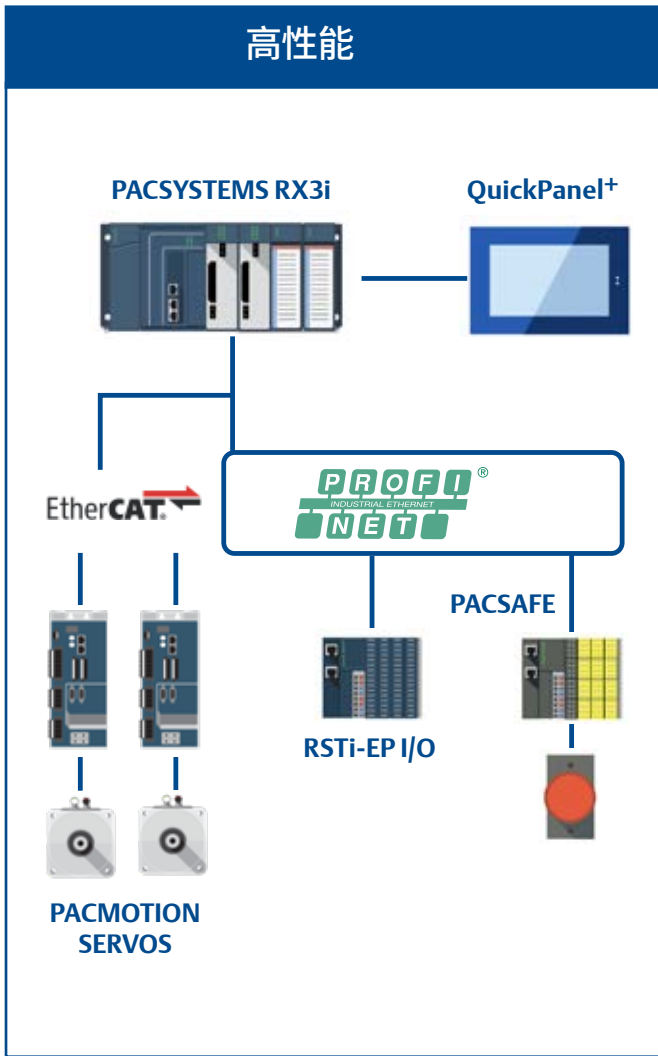 高性能
PACSYSTEMS RX3i
QuickPanel+
EtherCAT®
PROFI®
INDUSTRIAL ETHERNET
NET
PACSAFE
RSTi-EP I/O
PACMOTION
SERVOS